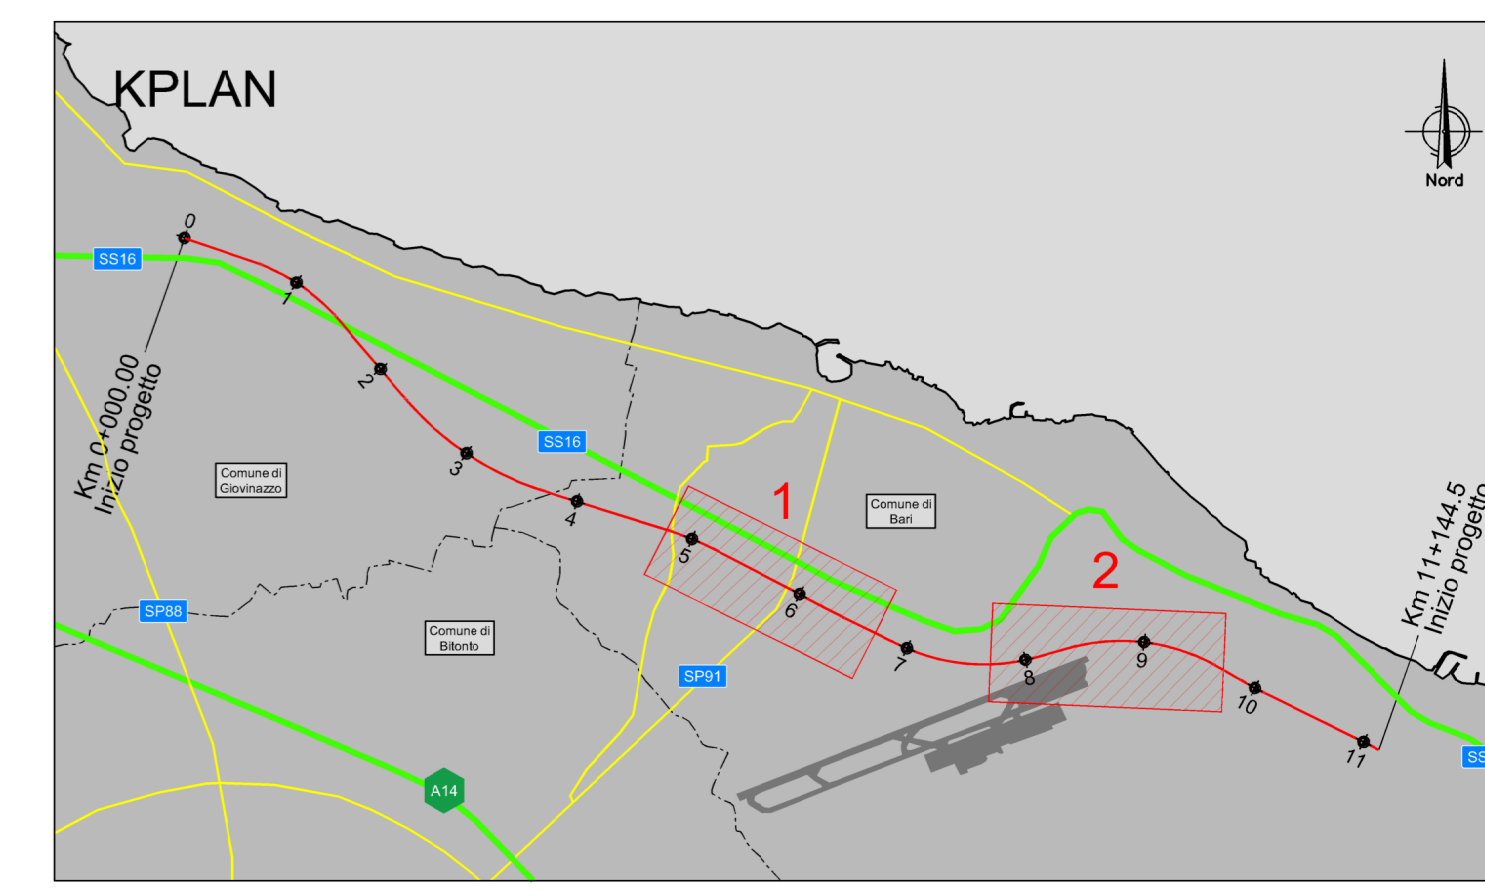 KPLAN
Nord
0
SS16
1
Km 0+000.00
Inizio progetto
2
SS16
3
Comune di
Giovinazzo
4
1
Comune di
Bari
5
Km 11+144.5
Inizio progetto
2
6
SP88
Comune di
Bitonto
7
8
9
SP91
10
11
SS
A14